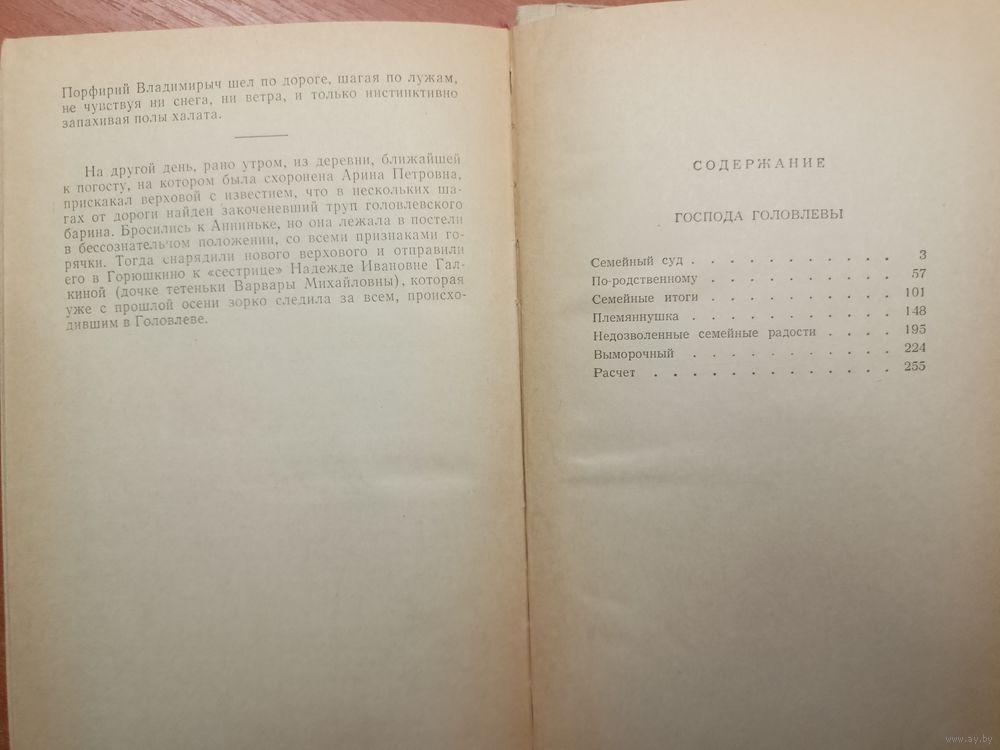 Порфирий Владимирыч шел по дороге, шагая по лужам,
не чувствуя ни снега, ни ветра, и только инстинктивно
запахивая полы халата.
На другой день, рано утром, из деревни, ближайшей
к погосту, на котором была схоронена Арина Петровна,
прискакал верховой с известием, что в нескольких ша-
гах от дороги найден закоченевший труп головлевского
барина. Бросились к Анниньке, но она лежала в постели
в бессознательном положении, со всеми признаками го-
рячки. Тогда снарядили нового верхового и отправили
его в Горюшкино к «сестрице» Надежде Ивановне Гал-
киной (дочке тетеньки Варвары Михайловны), которая
уже с прошлой осени зорко следила за всем, происхо-
дившим в Головлеве.
СОДЕРЖАНИЕ
ГОСПОДА ГОЛОВЛЕВЫ
Семейный суд . . . . . . . . . . . 3
По-родственному . . . . . . . . . . 57
Семейные итоги . . . . . . . . . . 101
Племяннушка . . . . . . . . . . . 148
Недозволенные семейные радости . . . . 195
Выморочный . . . . . . . . . . . 224
Расчет . . . . . . . . . . . . . 255
www.ay.by